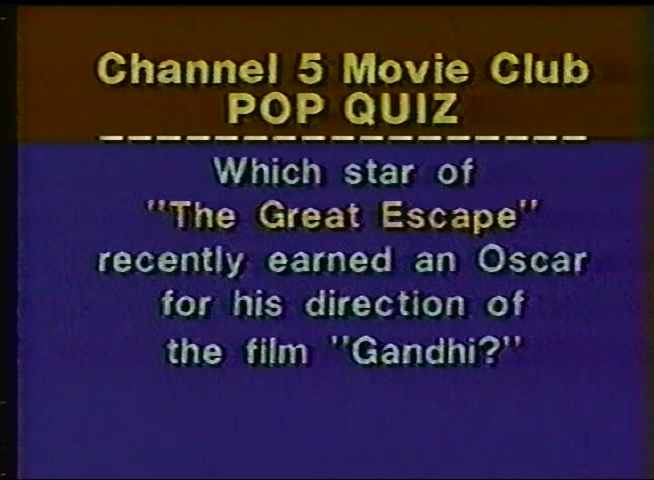 Channel 5 Movie Club
POP QUIZ
Which star of
"The Great Escape"
recently earned an Oscar
for his direction of
the film "Gandhi?"